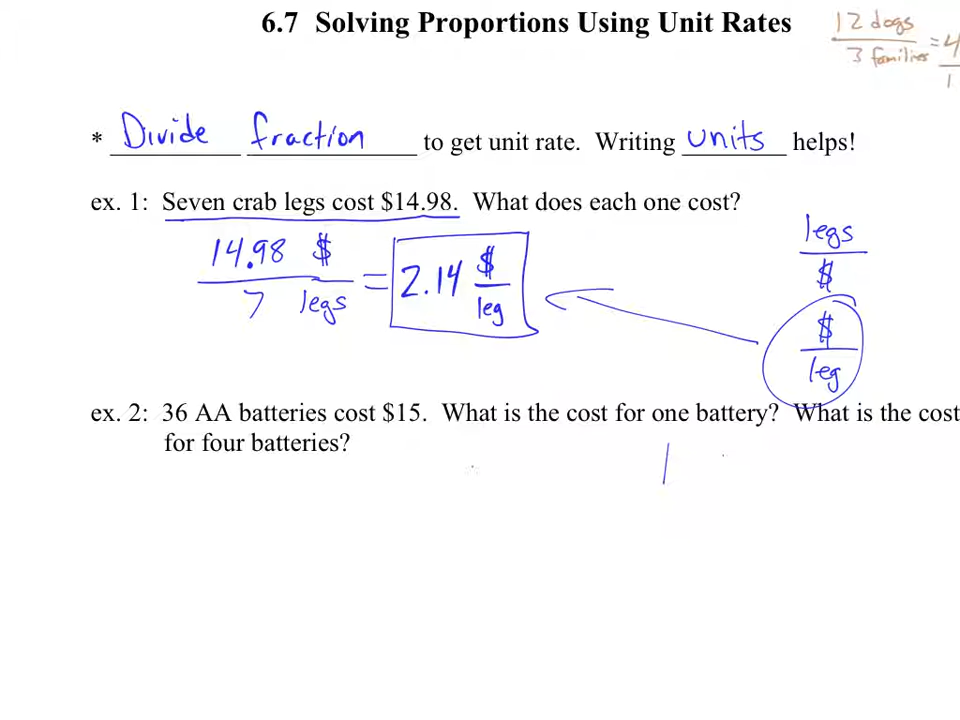 6.7 Solving Proportions Using Unit Rates
12 dogs
3 families
= 4
1
* Divide fraction to get unit rate. Writing units helps!
ex. 1: Seven crab legs cost $14.98. What does each one cost?
14.98 $
7 legs
= 2.14 $
leg
legs
$
$
leg
ex. 2: 36 AA batteries cost $15. What is the cost for one battery? What is the cost
for four batteries?